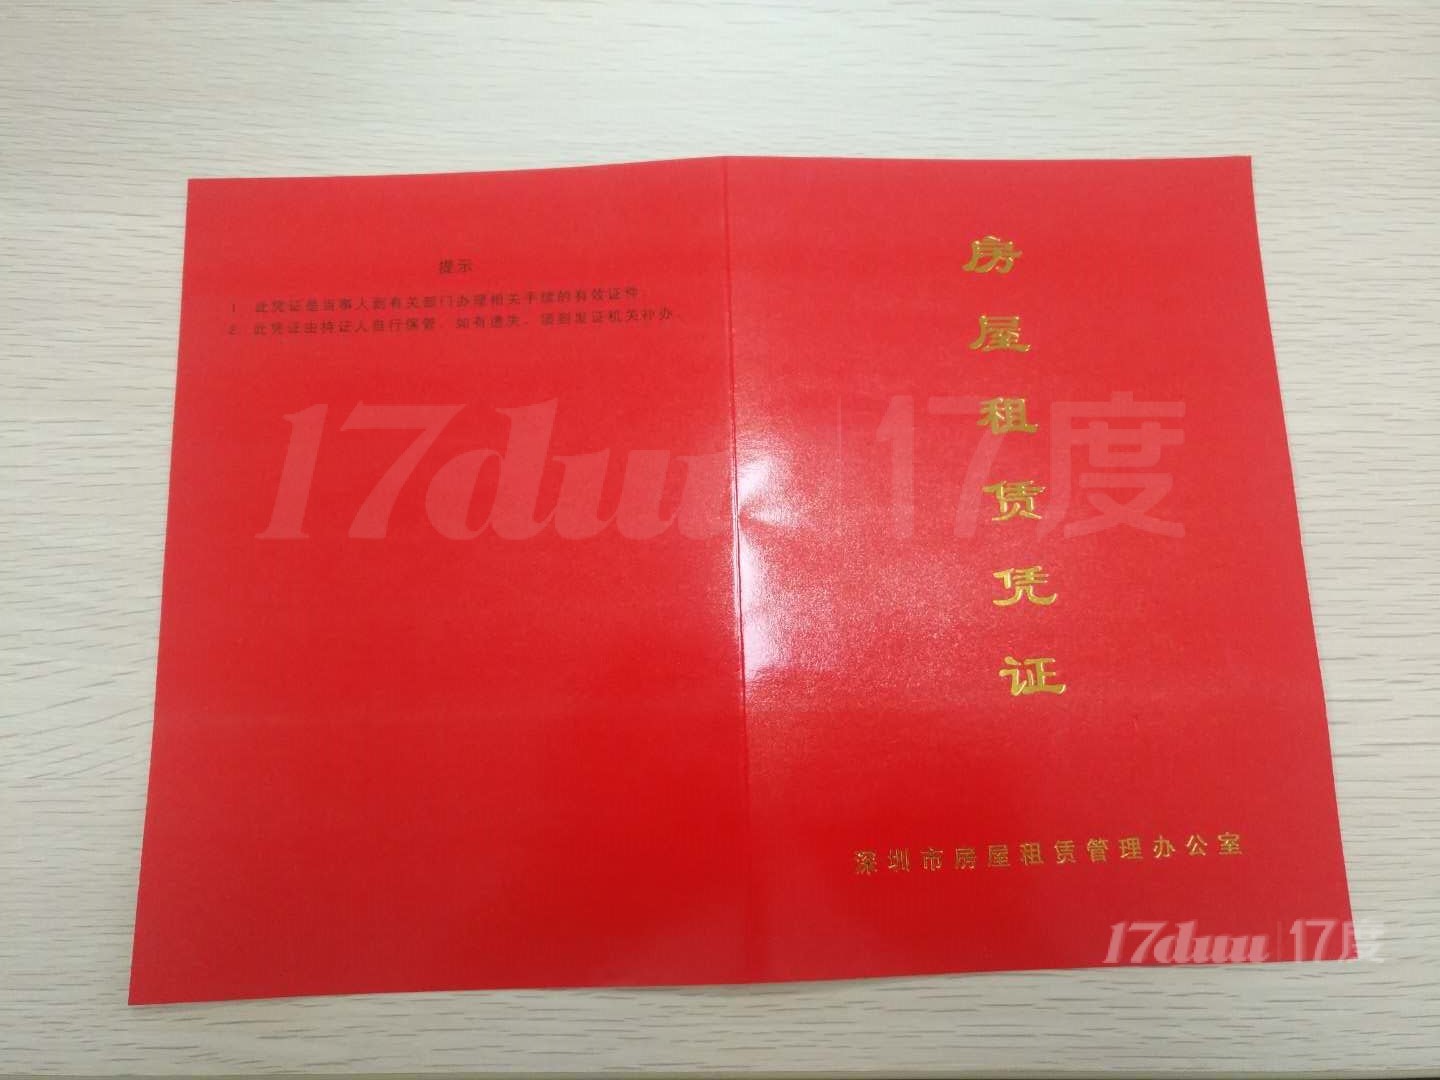 提示
1. 此凭证是当事人到有关部门办理相关手续的有效证件。
2. 此凭证由持证人自行保管，如有遗失，须到发证机关补办。
房屋租赁凭证
深圳市房屋租赁管理办公室
17duu|17度
17duu|17度